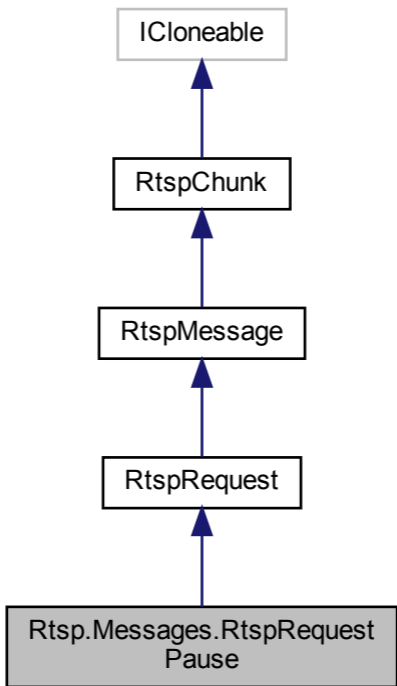 ICloneable
RtspChunk
RtspMessage
RtspRequest
Rtsp.Messages.RtspRequest
Pause